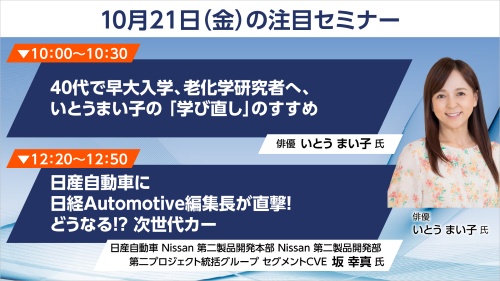 10月21日(金)の注目セミナー
▼10:00〜10:30
40代で早大入学、老化学研究者へ、
いとうまい子の「学び直し」のすすめ
俳優 いとう まい子 氏
▼12:20〜12:50
日産自動車に
日経Automotive編集長が直撃!
どうなる!? 次世代カー
日産自動車 Nissan 第二製品開発本部 Nissan 第二製品開発部
第二プロジェクト統括グループ セグメントCVE 坂 幸真 氏
俳優
いとう まい子 氏